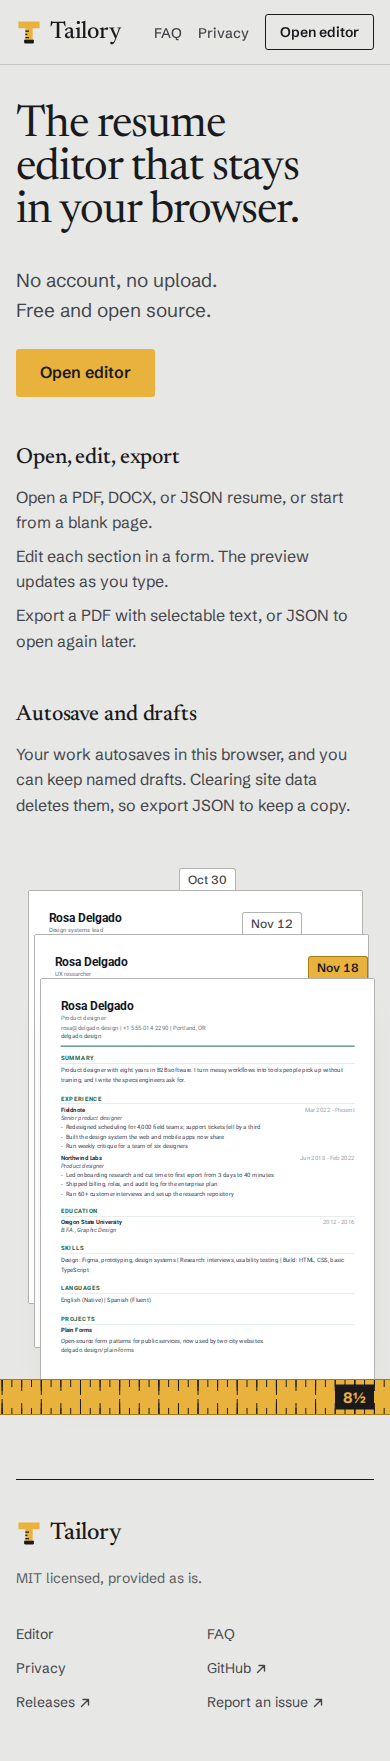 Tailory FAQ Privacy Open editor
The resume
editor that stays
in your browser.
No account, no upload.
Free and open source.
Open editor
Open, edit, export
Open a PDF, DOCX, or JSON resume, or start
from a blank page.
Edit each section in a form. The preview
updates as you type.
Export a PDF with selectable text, or JSON to
open again later.
Autosave and drafts
Your work autosaves in this browser, and you
can keep named drafts. Clearing site data
deletes them, so export JSON to keep a copy.
Oct 30
Rosa Delgado
Design systems lead
Nov 12
Rosa Delgado
UX researcher
Nov 18
Rosa Delgado
Product designer
rosa@delgado.design | +1 555 014 2290 | Portland, OR
delgado.design
SUMMARY
Product designer with eight years in B2B software. I turn messy workflows into tools people pick up without
training, and I write the specs engineers ask for.
EXPERIENCE
Fieldnote Mar 2022 - Present
Senior product designer
- Redesigned scheduling for 4,000 field teams; support tickets fell by a third
- Built the design system the web and mobile apps now share
- Run weekly critique for a team of six designers
Northwind Labs Jun 2018 - Feb 2022
Product designer
- Led onboarding research and cut time to first report from 3 days to 40 minutes
- Shipped billing, roles, and audit log for the enterprise plan
- Ran 60+ customer interviews and set up the research repository
EDUCATION
Oregon State University 2012 - 2016
B.F.A., Graphic Design
SKILLS
Design: Figma, prototyping, design systems | Research: interviews, usability testing | Build: HTML, CSS, basic
TypeScript
LANGUAGES
English (Native) | Spanish (Fluent)
PROJECTS
Plain Forms
Open-source form patterns for public services, now used by two city websites.
delgado.design/plain-forms
8½
Tailory
MIT licensed, provided as is.
Editor FAQ
Privacy GitHub ↗
Releases ↗ Report an issue ↗